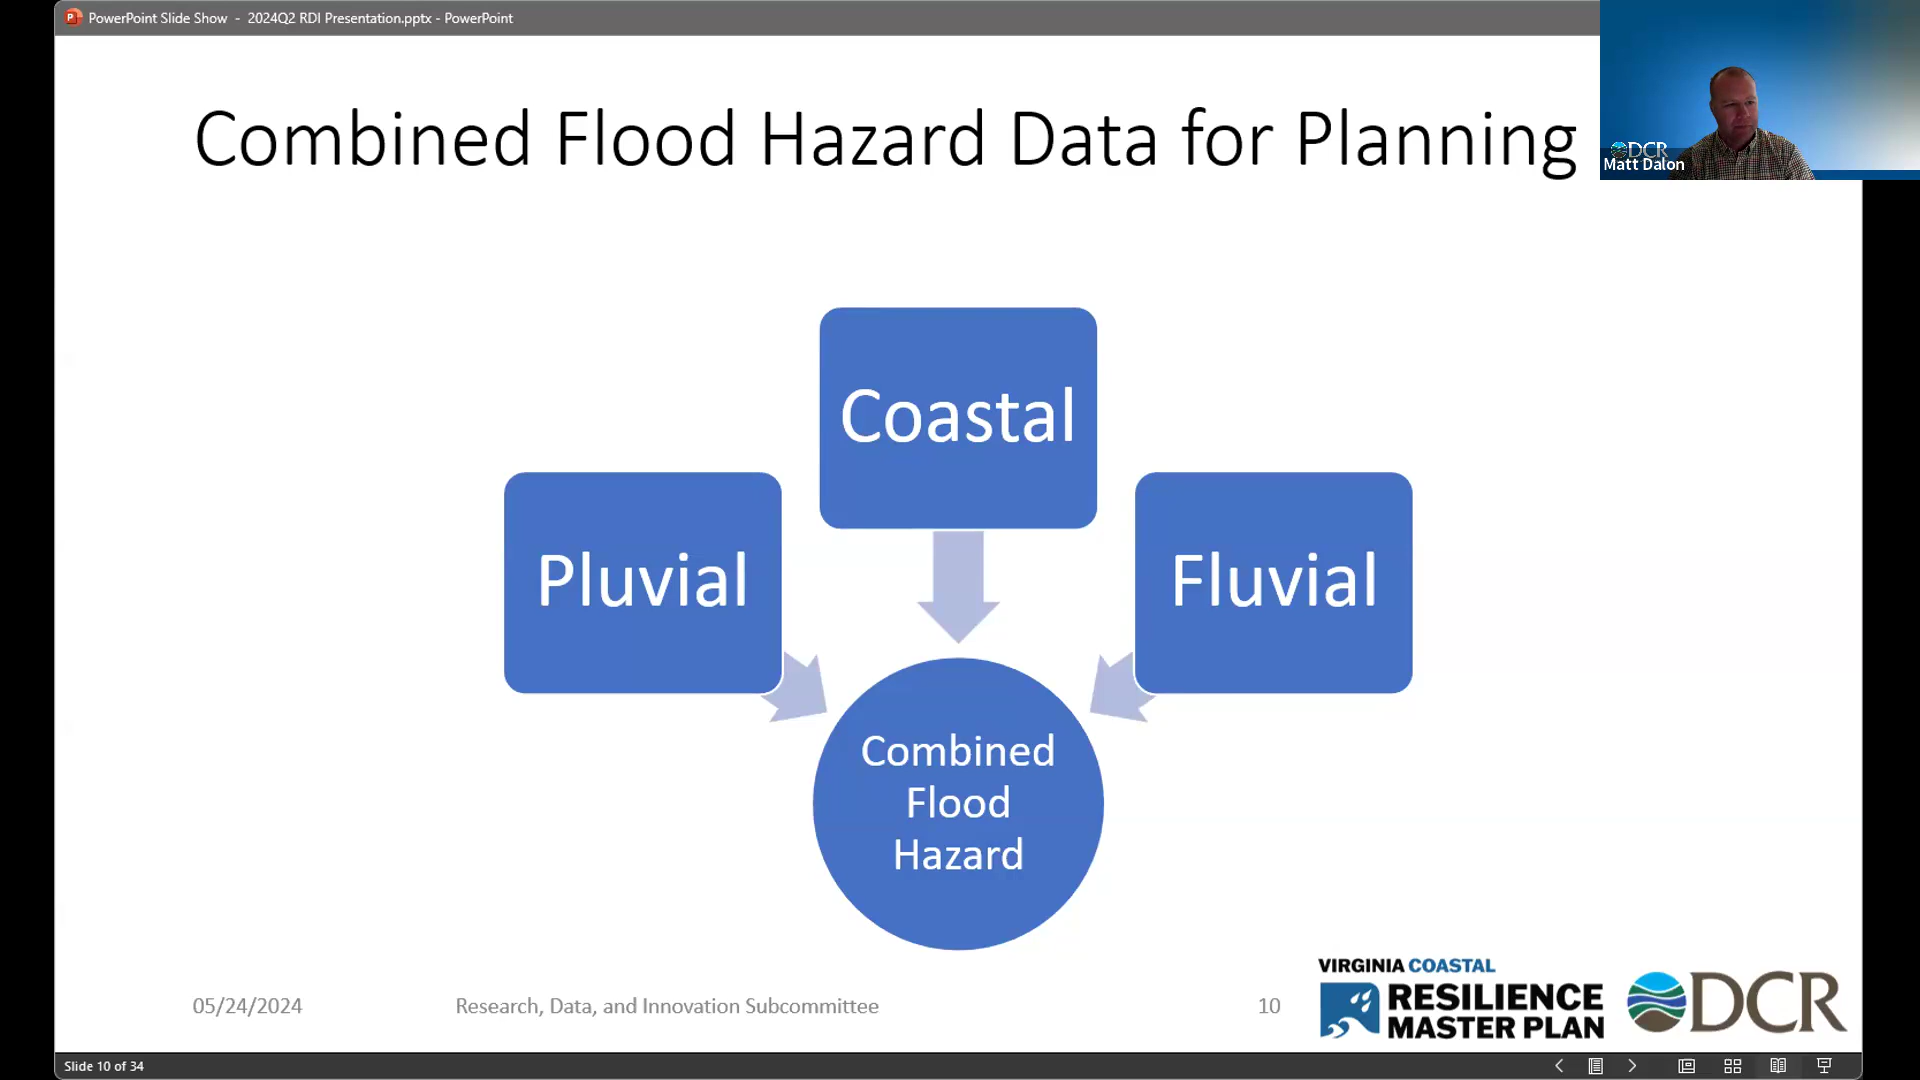 PowerPoint Slide Show - 2024Q2 RDI Presentation.pptx - PowerPoint
DCR
Matt Dalon
Combined Flood Hazard Data for Planning
Coastal
Pluvial
Fluvial
Combined
Flood
Hazard
05/24/2024
Research, Data, and Innovation Subcommittee
10
VIRGINIA COASTAL
RESILIENCE
MASTER PLAN
DCR
Slide 10 of 34